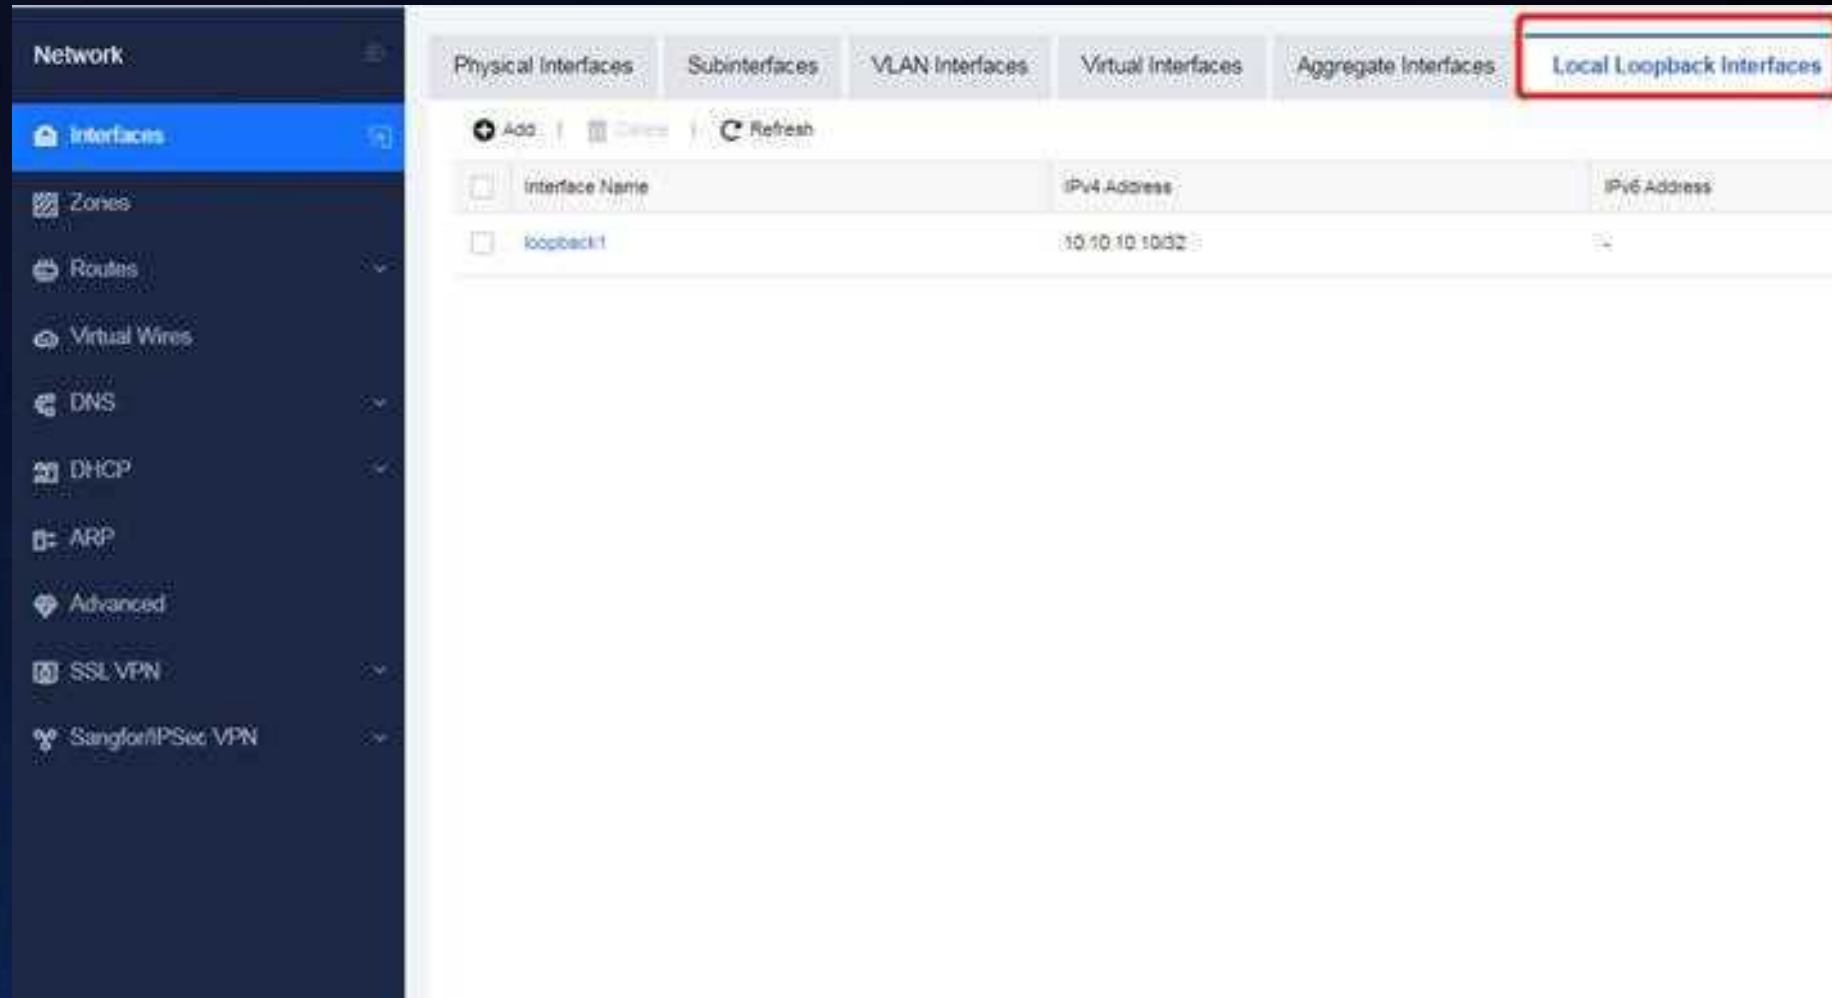 Network
Interfaces
Zones
Routes
Virtual Wires
DNS
DHCP
ARP
Advanced
SSL VPN
Sangfor/IPSec VPN
Physical Interfaces Subinterfaces VLAN Interfaces Virtual Interfaces Aggregate Interfaces Local Loopback Interfaces
Add Delete Refresh
Interface Name IPv4 Address IPv6 Address
loopback1 10.10.10.10/32 -